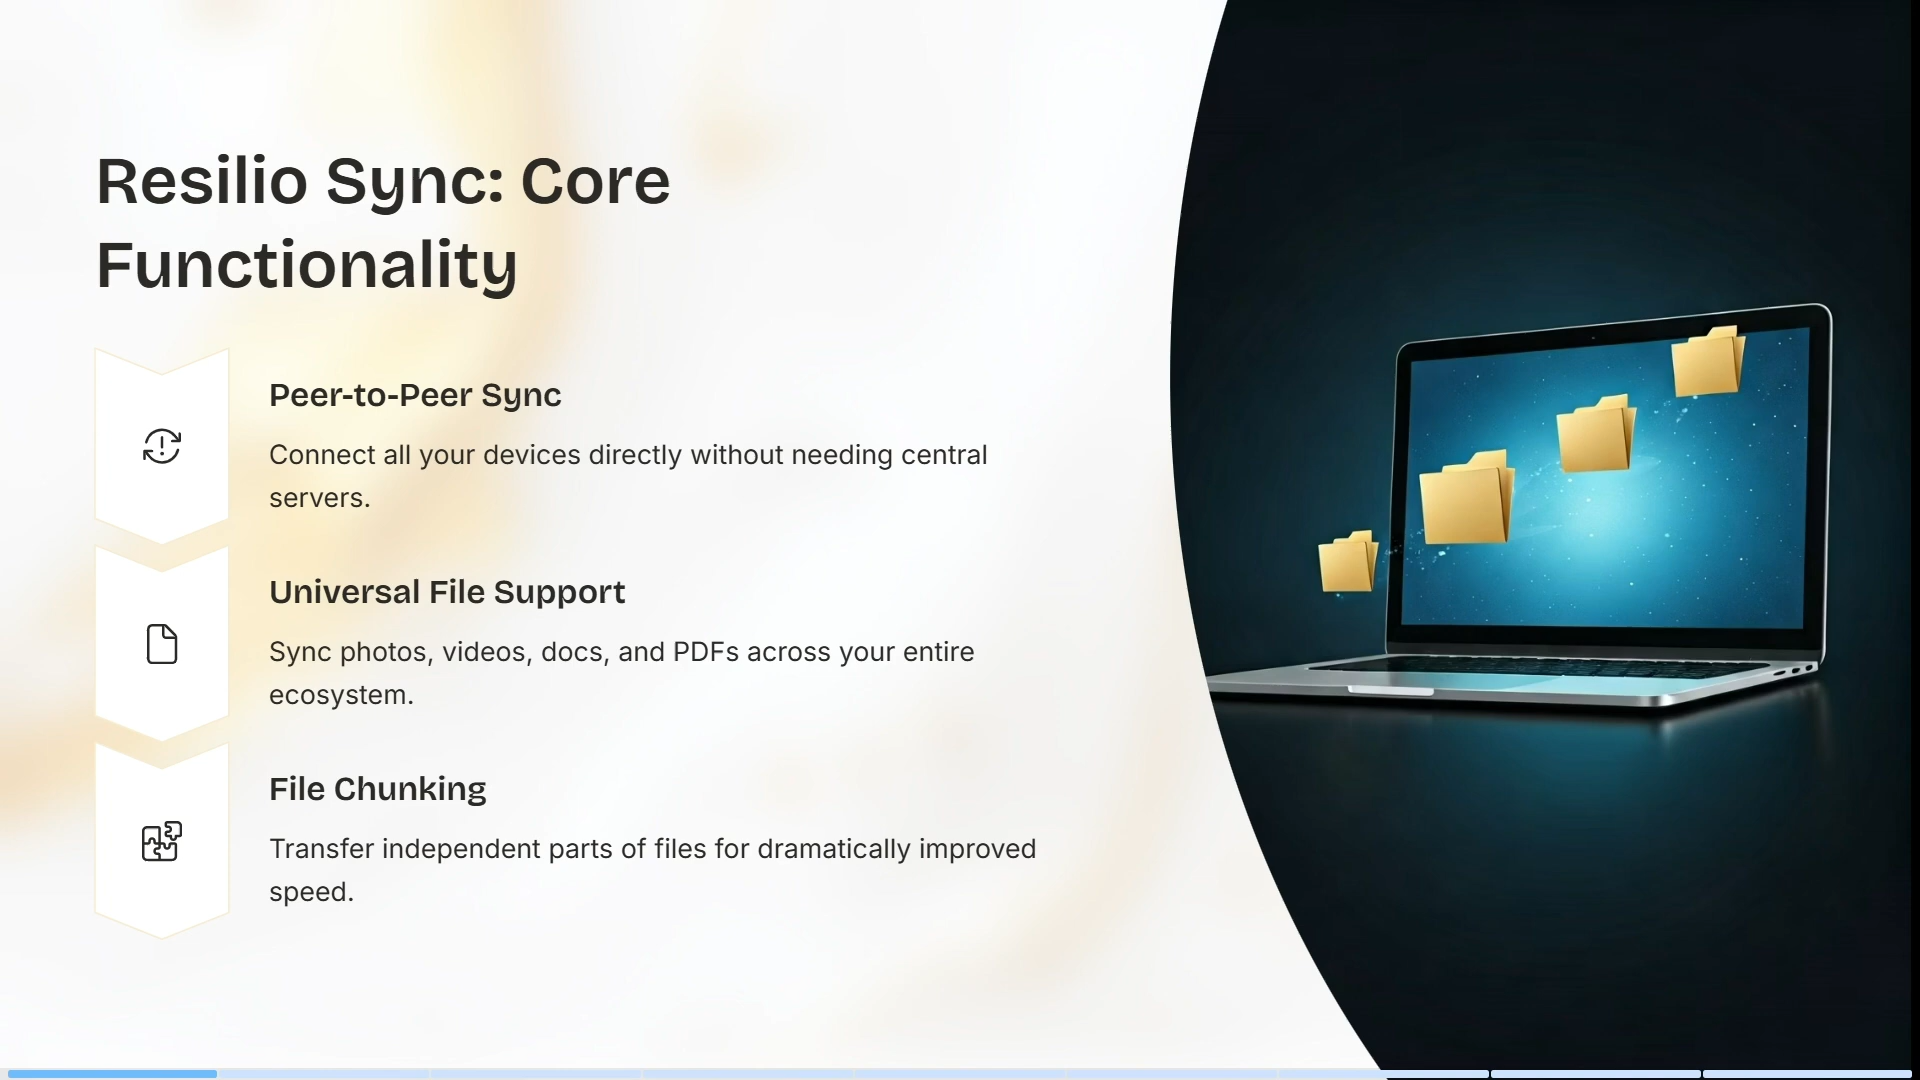 Resilio Sync: Core
Functionality
Peer-to-Peer Sync
Connect all your devices directly without needing central
servers.
Universal File Support
Sync photos, videos, docs, and PDFs across your entire
ecosystem.
File Chunking
Transfer independent parts of files for dramatically improved
speed.